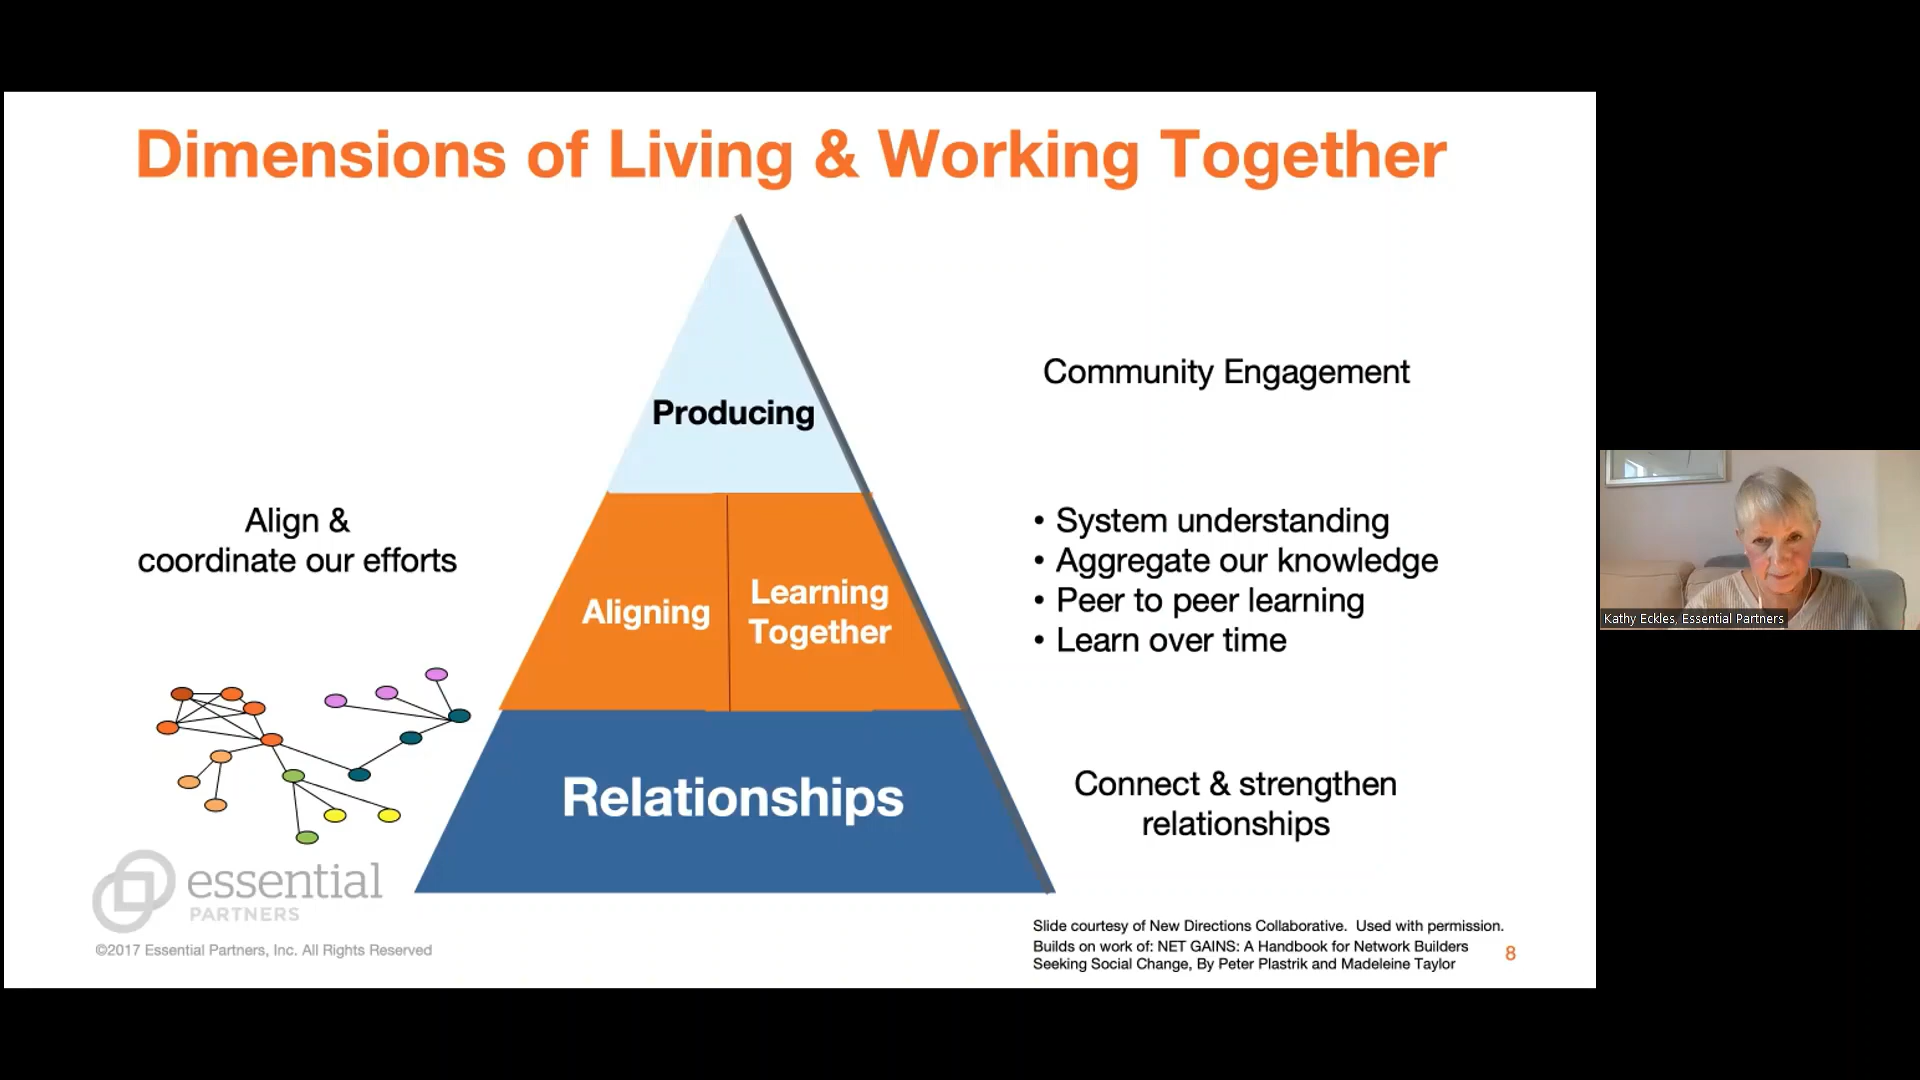 Dimensions of Living & Working Together
Producing
Community Engagement
Align &
coordinate our efforts
Aligning
Learning
Together
• System understanding
• Aggregate our knowledge
• Peer to peer learning
• Learn over time
Relationships
Connect & strengthen
relationships
essential
PARTNERS
©2017 Essential Partners, Inc. All Rights Reserved
Slide courtesy of New Directions Collaborative. Used with permission.
Builds on work of: NET GAINS: A Handbook for Network Builders
Seeking Social Change, By Peter Plastrik and Madeleine Taylor
8
Kathy Eckles, Essential Partners